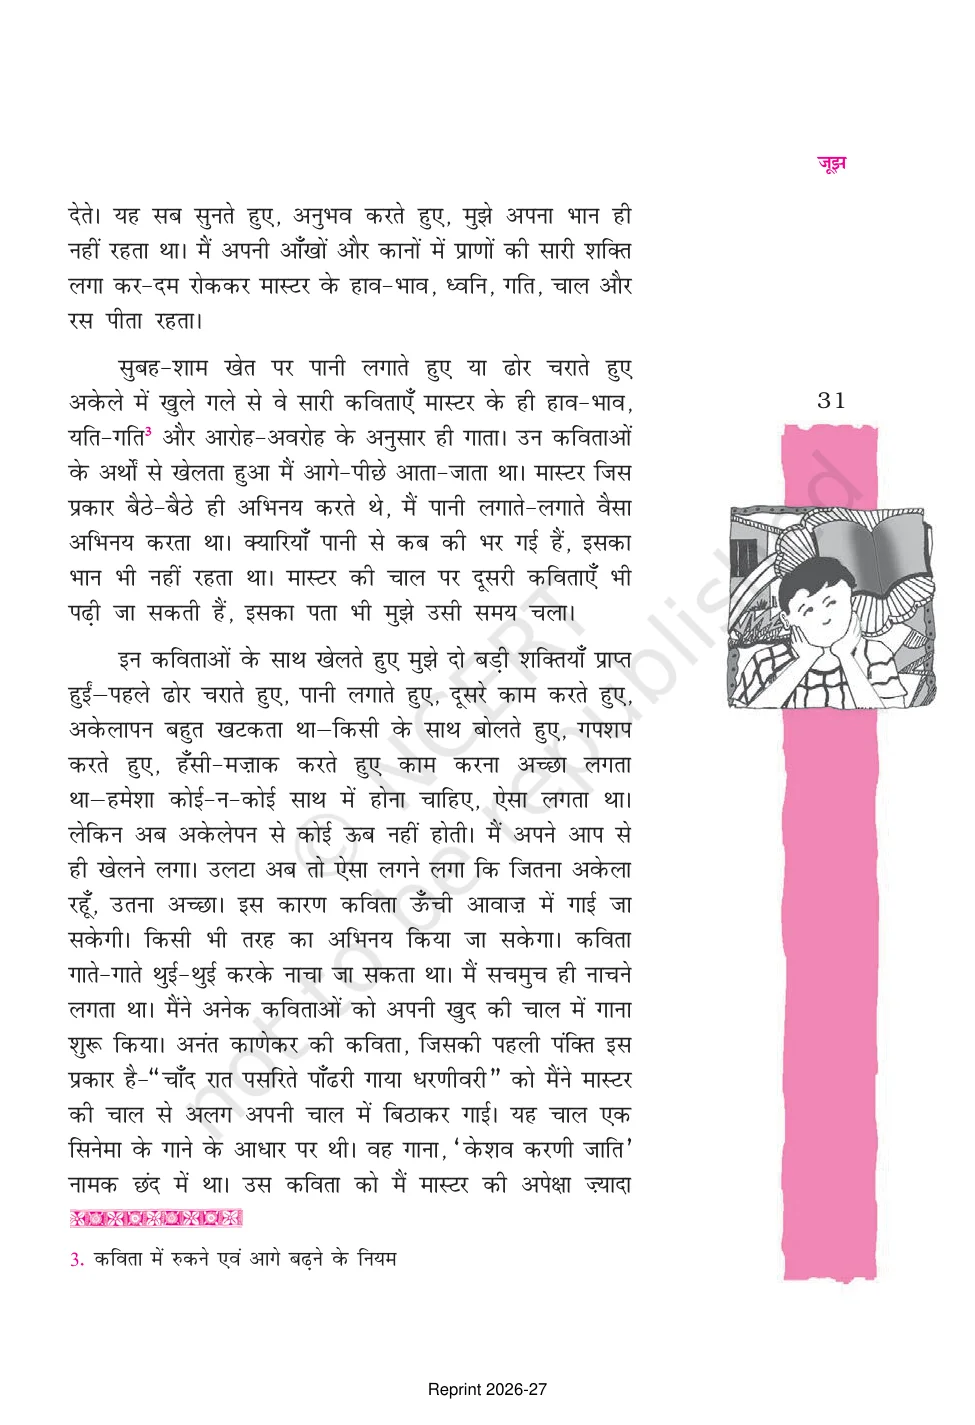 जूझ
देते। यह सब सुनते हुए, अनुभव करते हुए, मुझे अपना भान ही
नहीं रहता था। मैं अपनी आँखों और कानों में प्राणों की सारी शक्ति
लगा कर-दम रोककर मास्टर के हाव-भाव, ध्वनि, गति, चाल और
रस पीता रहता।
सुबह-शाम खेत पर पानी लगाते हुए या ढोर चराते हुए
अकेले में खुले गले से वे सारी कविताएँ मास्टर के ही हाव-भाव,
यति-गति3 और आरोह-अवरोह के अनुसार ही गाता। उन कविताओं
के अर्थों से खेलता हुआ मैं आगे-पीछे आता-जाता था। मास्टर जिस
प्रकार बैठे-बैठे ही अभिनय करते थे, मैं पानी लगाते-लगाते वैसा
अभिनय करता था। क्यारियाँ पानी से कब की भर गई हैं, इसका
भान भी नहीं रहता था। मास्टर की चाल पर दूसरी कविताएँ भी
पढ़ी जा सकती हैं, इसका पता भी मुझे उसी समय चला।
इन कविताओं के साथ खेलते हुए मुझे दो बड़ी शक्तियाँ प्राप्त
हुईं—पहले ढोर चराते हुए, पानी लगाते हुए, दूसरे काम करते हुए,
अकेलापन बहुत खटकता था—किसी के साथ बोलते हुए, गपशप
करते हुए, हँसी-मज़ाक करते हुए काम करना अच्छा लगता
था—हमेशा कोई-न-कोई साथ में होना चाहिए, ऐसा लगता था।
लेकिन अब अकेलेपन से कोई ऊब नहीं होती। मैं अपने आप से
ही खेलने लगा। उलटा अब तो ऐसा लगने लगा कि जितना अकेला
रहूँ, उतना अच्छा। इस कारण कविता ऊँची आवाज़ में गाई जा
सकेगी। किसी भी तरह का अभिनय किया जा सकेगा। कविता
गाते-गाते थुई-थुई करके नाचा जा सकता था। मैं सचमुच ही नाचने
लगता था। मैंने अनेक कविताओं को अपनी खुद की चाल में गाना
शुरू किया। अनंत काणेकर की कविता, जिसकी पहली पंक्ति इस
प्रकार है-“चाँद रात पसरिते पाँढरी गाया धरणीवरी” को मैंने मास्टर
की चाल से अलग अपनी चाल में बिठाकर गाई। यह चाल एक
सिनेमा के गाने के आधार पर थी। वह गाना, ‘केशव करणी जाति’
नामक छंद में था। उस कविता को मैं मास्टर की अपेक्षा ज़्यादा
3. कविता में रुकने एवं आगे बढ़ने के नियम
31
© NCERT
not to be republished
Reprint 2026-27